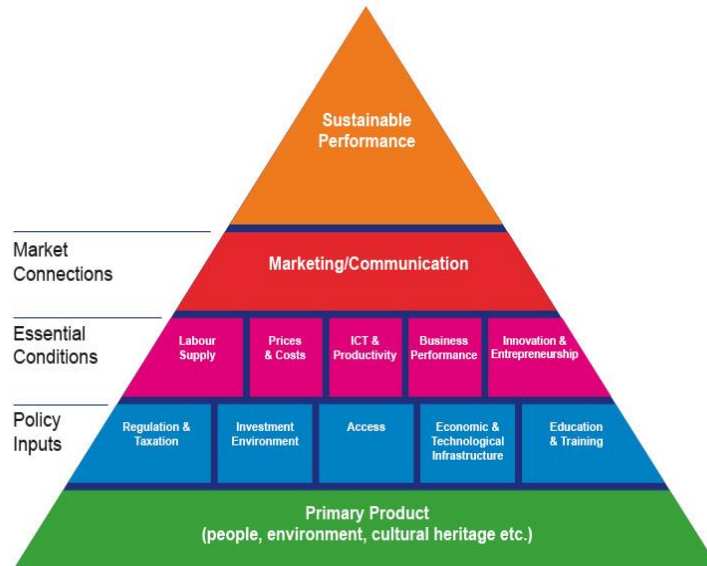 Sustainable
Performance
Market
Connections
Marketing/Communication
Essential
Conditions
Labour
Supply
Prices
& Costs
ICT &
Productivity
Business
Performance
Innovation &
Entrepreneurship
Policy
Inputs
Regulation &
Taxation
Investment
Environment
Access
Economic &
Technological
Infrastructure
Education
& Training
Primary Product
(people, environment, cultural heritage etc.)